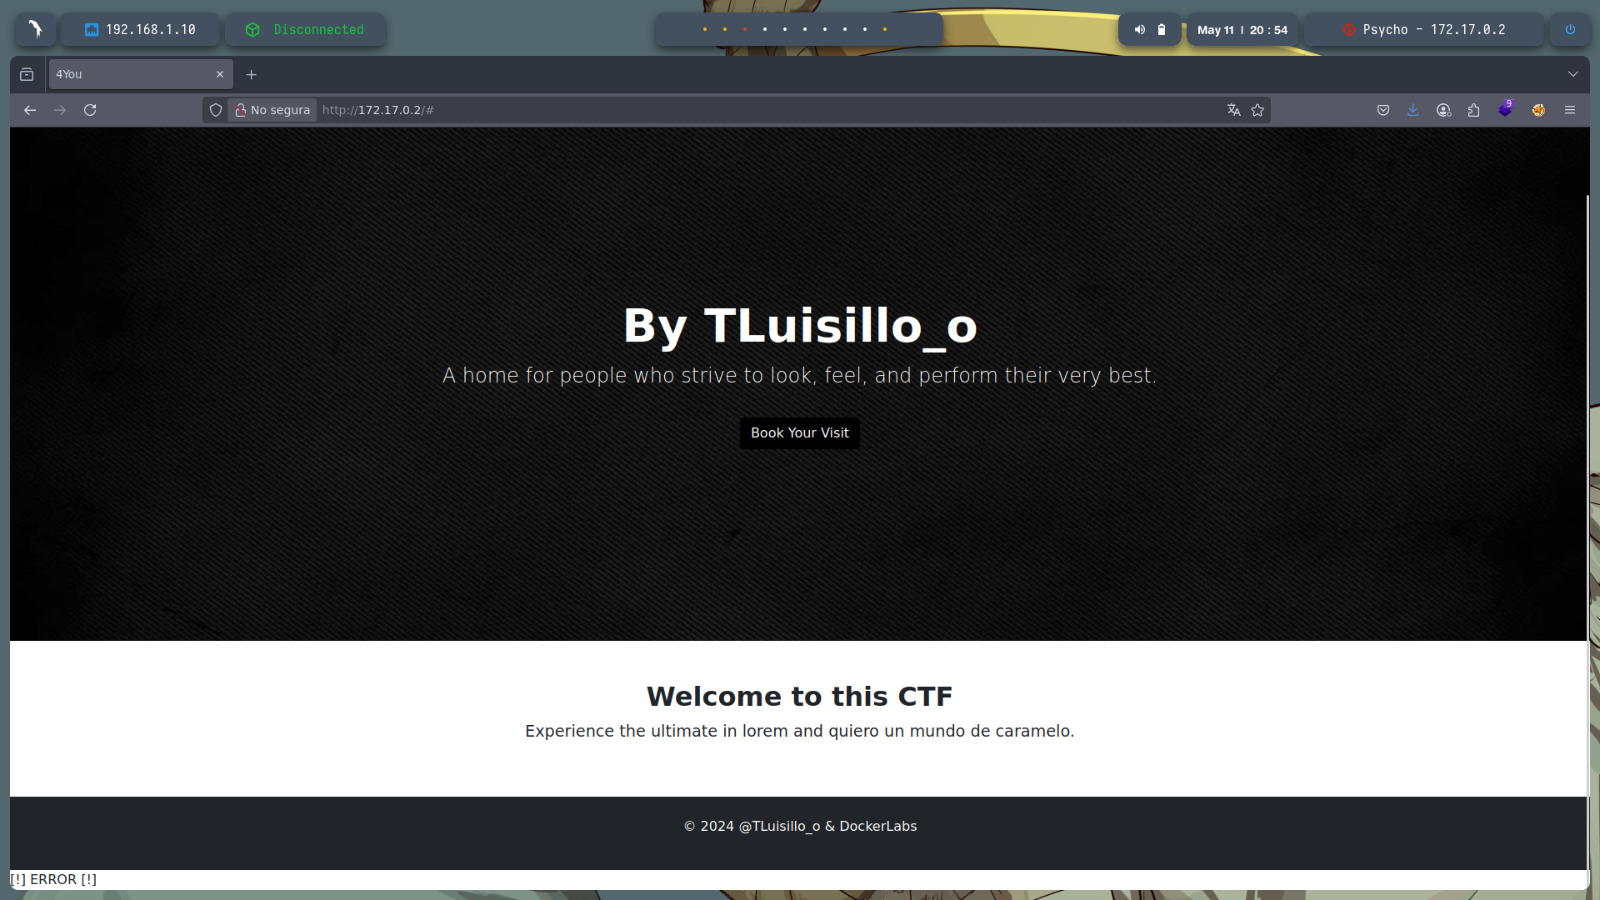 192.168.1.10
Disconnected
May 11 | 20 : 54
Psycho - 172.17.0.2
4You
No segura
http://172.17.0.2/#
9
By TLuisillo_o
A home for people who strive to look, feel, and perform their very best.
Book Your Visit
Welcome to this CTF
Experience the ultimate in lorem and quiero un mundo de caramelo.
© 2024 @TLuisillo_o & DockerLabs
[!] ERROR [!]